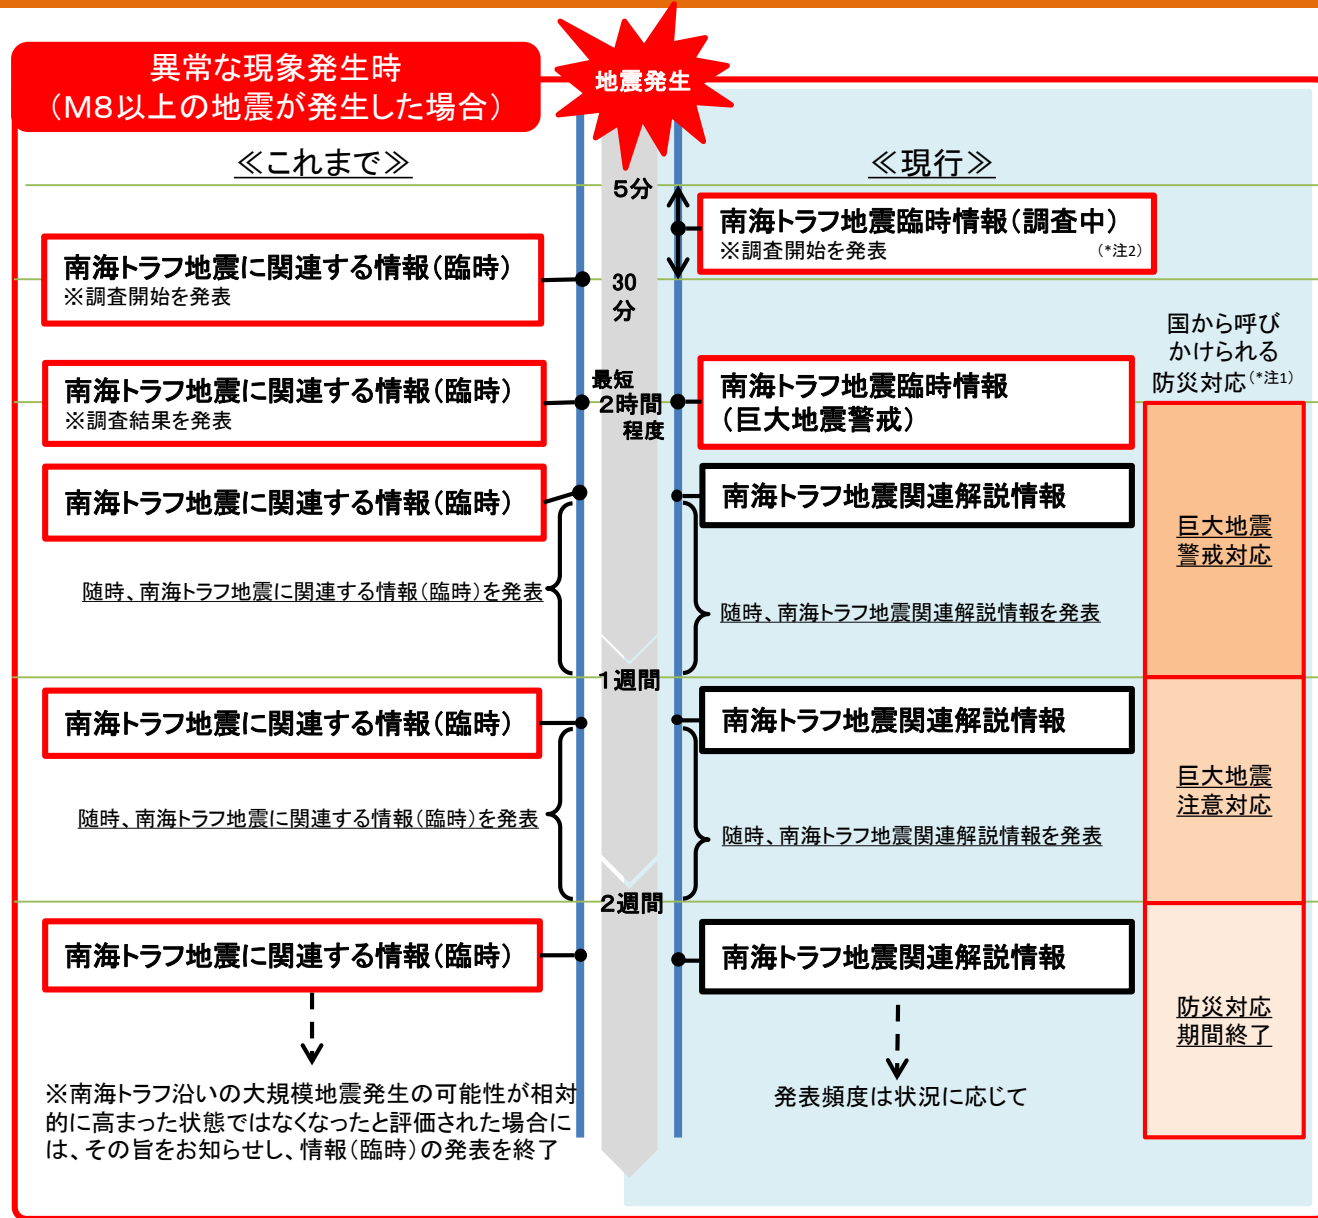 異常な現象発生時
（M8以上の地震が発生した場合）
地震発生
≪これまで≫
≪現行≫
5分
南海トラフ地震臨時情報（調査中）
※調査開始を発表
（*注2）
南海トラフ地震に関連する情報（臨時）
※調査開始を発表
30
分
国から呼び
かけられる
防災対応（*注1）
南海トラフ地震に関連する情報（臨時）
※調査結果を発表
最短
2時間
程度
南海トラフ地震臨時情報
（巨大地震警戒）
南海トラフ地震に関連する情報（臨時）
南海トラフ地震関連解説情報
巨大地震
警戒対応
随時、南海トラフ地震に関連する情報（臨時）を発表
随時、南海トラフ地震関連解説情報を発表
1週間
南海トラフ地震に関連する情報（臨時）
南海トラフ地震関連解説情報
巨大地震
注意対応
随時、南海トラフ地震に関連する情報（臨時）を発表
随時、南海トラフ地震関連解説情報を発表
2週間
南海トラフ地震に関連する情報（臨時）
南海トラフ地震関連解説情報
防災対応
期間終了
※南海トラフ沿いの大規模地震発生の可能性が相対
的に高まった状態ではなくなったと評価された場合に
は、その旨をお知らせし、情報（臨時）の発表を終了
発表頻度は状況に応じて